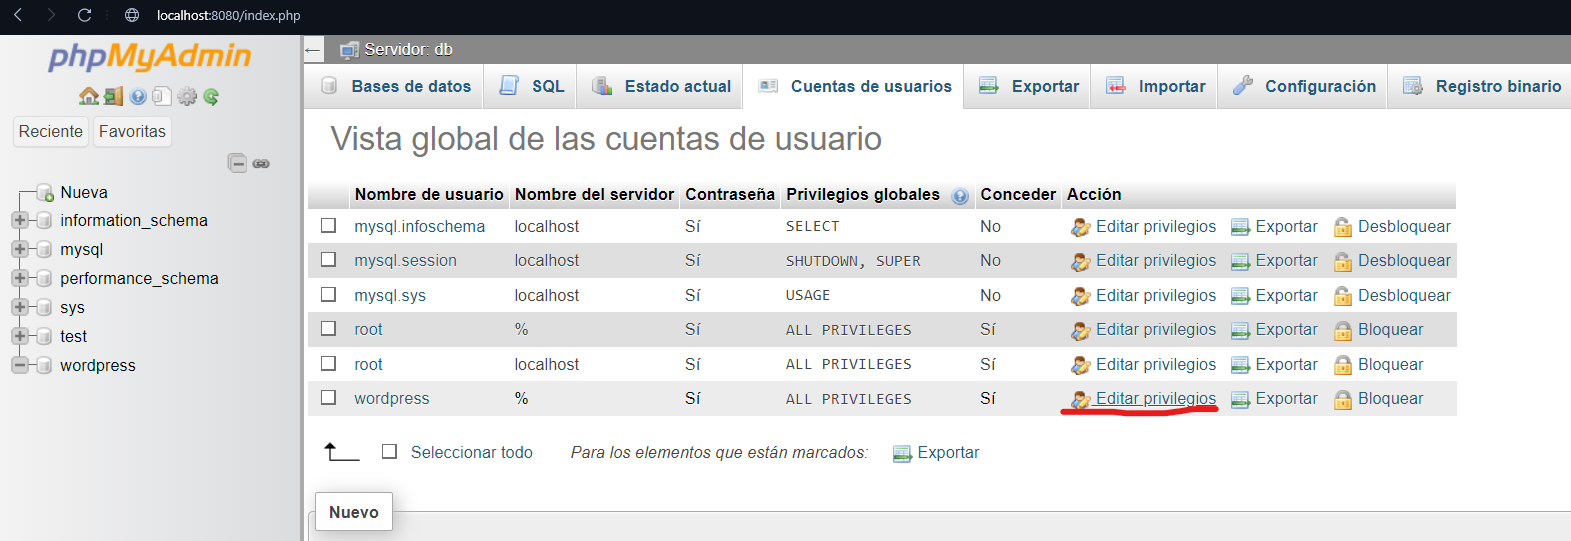 localhost:8080/index.php
phpMyAdmin
Reciente Favoritas
Nueva
information_schema
mysql
performance_schema
sys
test
wordpress
Servidor: db
Bases de datos SQL Estado actual Cuentas de usuarios Exportar Importar Configuración Registro binario
Vista global de las cuentas de usuario
Nombre de usuario Nombre del servidor Contraseña Privilegios globales Conceder Acción
mysql.infoschema localhost Sí SELECT No Editar privilegios Exportar Desbloquear
mysql.session localhost Sí SHUTDOWN, SUPER No Editar privilegios Exportar Desbloquear
mysql.sys localhost Sí USAGE No Editar privilegios Exportar Desbloquear
root % Sí ALL PRIVILEGES Sí Editar privilegios Exportar Bloquear
root localhost Sí ALL PRIVILEGES Sí Editar privilegios Exportar Bloquear
wordpress % Sí ALL PRIVILEGES Sí Editar privilegios Exportar Bloquear
Seleccionar todo Para los elementos que están marcados: Exportar
Nuevo